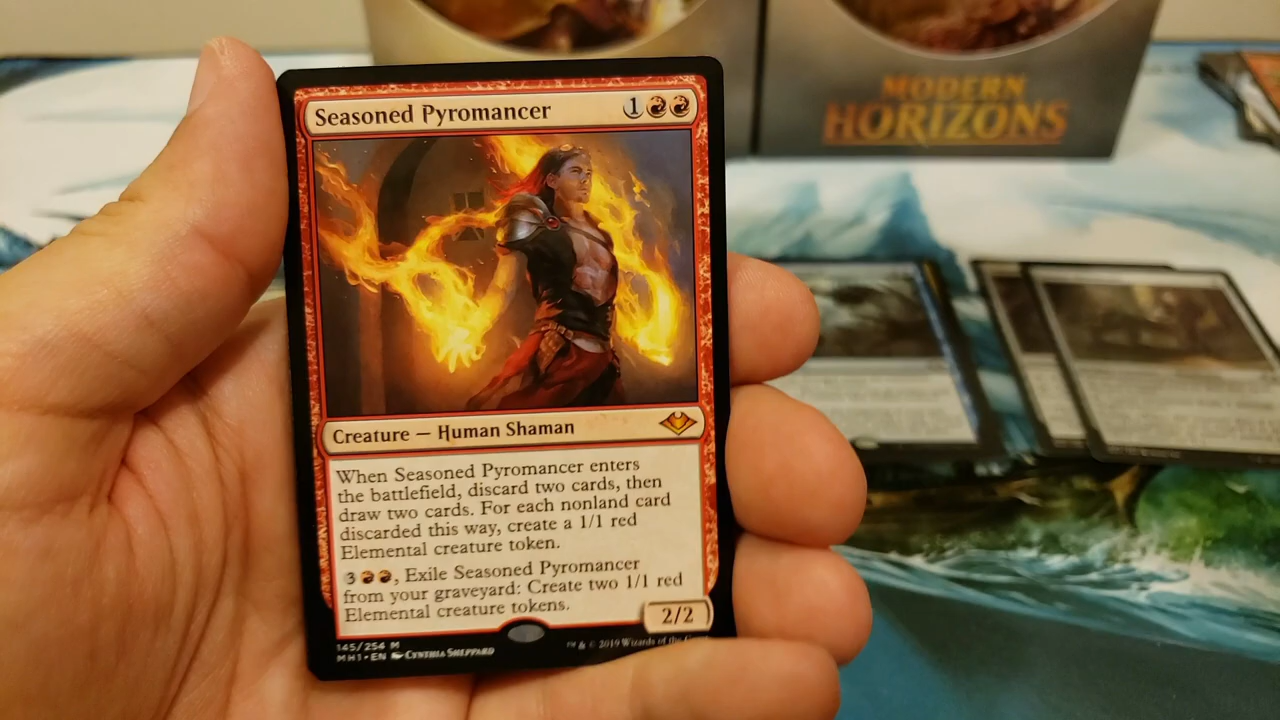 MODERN
HORIZONS
Seasoned Pyromancer
1
Creature — Human Shaman
When Seasoned Pyromancer enters
the battlefield, discard two cards, then
draw two cards. For each nonland card
discarded this way, create a 1/1 red
Elemental creature token.
3 , Exile Seasoned Pyromancer
from your graveyard: Create two 1/1 red
Elemental creature tokens.
2/2
145/254 M
MH1 • EN CYNTHIA SHEPPARD
™ & © 2019 Wizards of the